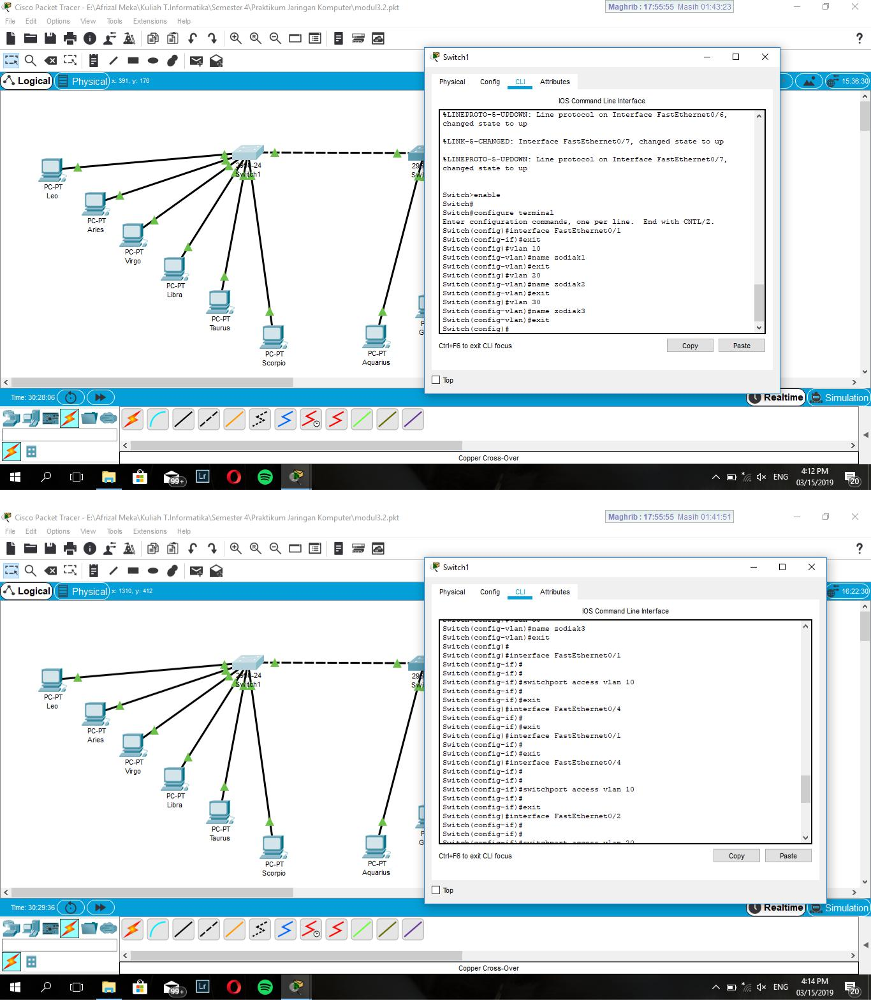 Cisco Packet Tracer - E:\Afrizal Meka\Kuliah T.Informatika\Semester 4\Praktikum Jaringan Komputer\modul3.2.pkt
Maghrib : 17:55:55 Masih 01:43:23
File Edit Options View Tools Extensions Help
Switch1
Logical
Physical
x: 391, y: 176
15:36:30
Physical Config CLI Attributes
IOS Command Line Interface
%LINEPROTO-5-UPDOWN: Line protocol on Interface FastEthernet0/6,
changed state to up
%LINK-5-CHANGED: Interface FastEthernet0/7, changed state to up
%LINEPROTO-5-UPDOWN: Line protocol on Interface FastEthernet0/7,
changed state to up
Switch>enable
Switch#
Switch#configure terminal
Enter configuration commands, one per line.  End with CNTL/Z.
Switch(config)#interface FastEthernet0/1
Switch(config-if)#exit
Switch(config)#vlan 10
Switch(config-vlan)#name zodiak1
Switch(config-vlan)#exit
Switch(config)#vlan 20
Switch(config-vlan)#name zodiak2
Switch(config-vlan)#exit
Switch(config)#vlan 30
Switch(config-vlan)#name zodiak3
Switch(config-vlan)#exit
Switch(config)#
Ctrl+F6 to exit CLI focus
Copy
Paste
Top
2950-24
Switch1
PC-PT
Leo
PC-PT
Aries
PC-PT
Virgo
PC-PT
Libra
PC-PT
Taurus
PC-PT
Scorpio
PC-PT
Aquarius
Time: 30:28:06
Realtime
Simulation
Copper Cross-Over
99+
Lr
ENG
4:12 PM
03/15/2019
20
Cisco Packet Tracer - E:\Afrizal Meka\Kuliah T.Informatika\Semester 4\Praktikum Jaringan Komputer\modul3.2.pkt
Maghrib : 17:55:55 Masih 01:41:51
File Edit Options View Tools Extensions Help
Switch1
Logical
Physical
x: 1310, y: 412
16:22:30
Physical Config CLI Attributes
IOS Command Line Interface
Switch(config-vlan)#name zodiak3
Switch(config-vlan)#exit
Switch(config)#
Switch(config)#interface FastEthernet0/1
Switch(config-if)#
Switch(config-if)#
Switch(config-if)#switchport access vlan 10
Switch(config-if)#
Switch(config-if)#exit
Switch(config)#interface FastEthernet0/4
Switch(config-if)#
Switch(config-if)#exit
Switch(config)#interface FastEthernet0/1
Switch(config-if)#
Switch(config-if)#exit
Switch(config)#interface FastEthernet0/4
Switch(config-if)#
Switch(config-if)#
Switch(config-if)#switchport access vlan 10
Switch(config-if)#
Switch(config-if)#exit
Switch(config)#interface FastEthernet0/2
Switch(config-if)#
Switch(config-if)#
Switch(config-if)#switchport access vlan 20
Ctrl+F6 to exit CLI focus
Copy
Paste
Top
2950-24
Switch1
PC-PT
Leo
PC-PT
Aries
PC-PT
Virgo
PC-PT
Libra
PC-PT
Taurus
PC-PT
Scorpio
PC-PT
Aquarius
Time: 30:29:36
Realtime
Simulation
Copper Cross-Over
99+
Lr
ENG
4:14 PM
03/15/2019
20